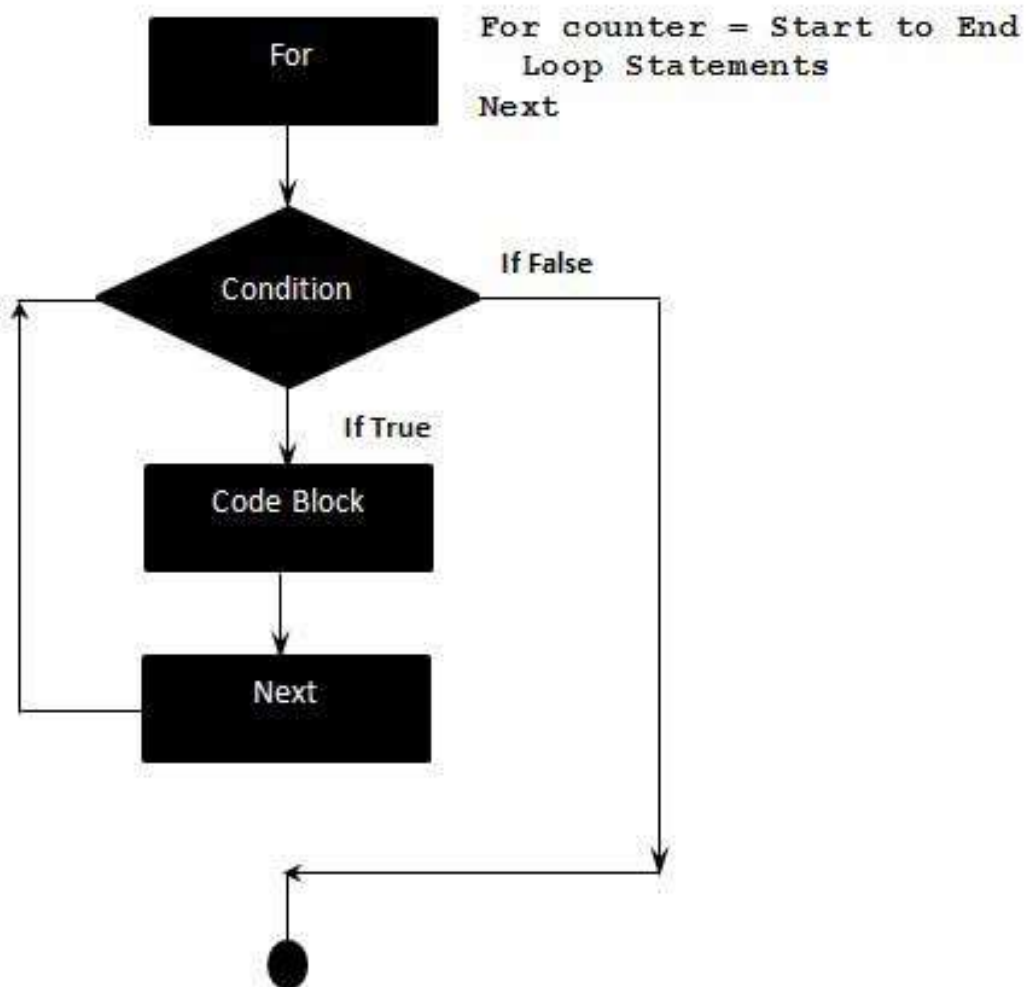 For
For counter = Start to End
Loop Statements
Next
Condition
If False
If True
Code Block
Next